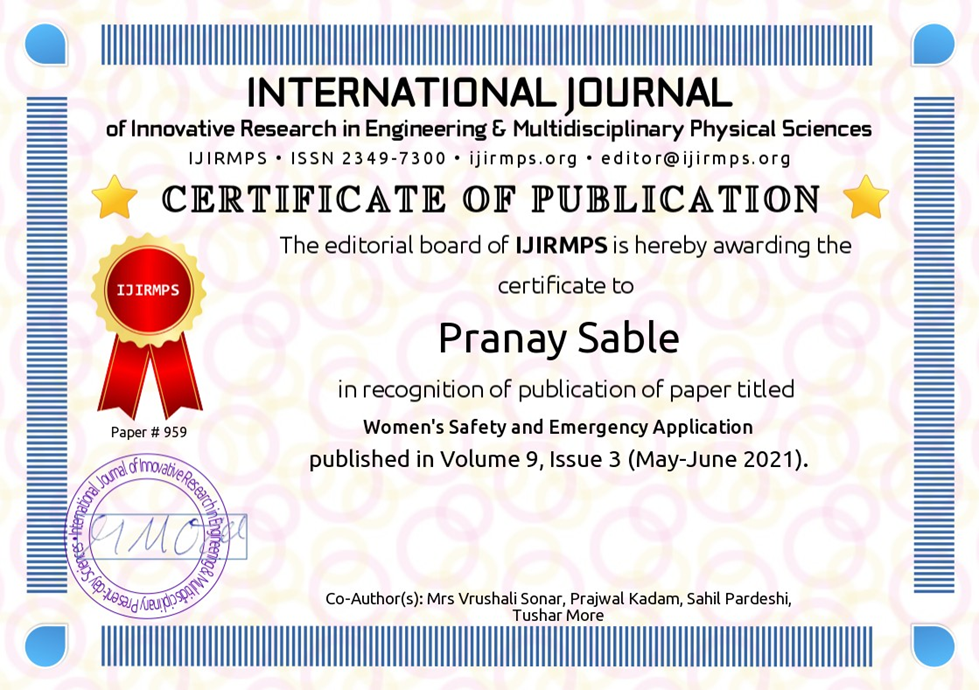 INTERNATIONAL JOURNAL
of Innovative Research in Engineering & Multidisciplinary Physical Sciences
IJIRMPS • ISSN 2349-7300 • ijirmps.org • editor@ijirmps.org
CERTIFICATE OF PUBLICATION
The editorial board of IJIRMPS is hereby awarding the
certificate to
IJIRMPS
Pranay Sable
in recognition of publication of paper titled
Paper # 959
Women's Safety and Emergency Application
published in Volume 9, Issue 3 (May-June 2021).
International Journal of Innovative Research in Engineering & Multidisciplinary Present-day Sciences •
Co-Author(s): Mrs Vrushali Sonar, Prajwal Kadam, Sahil Pardeshi,
Tushar More